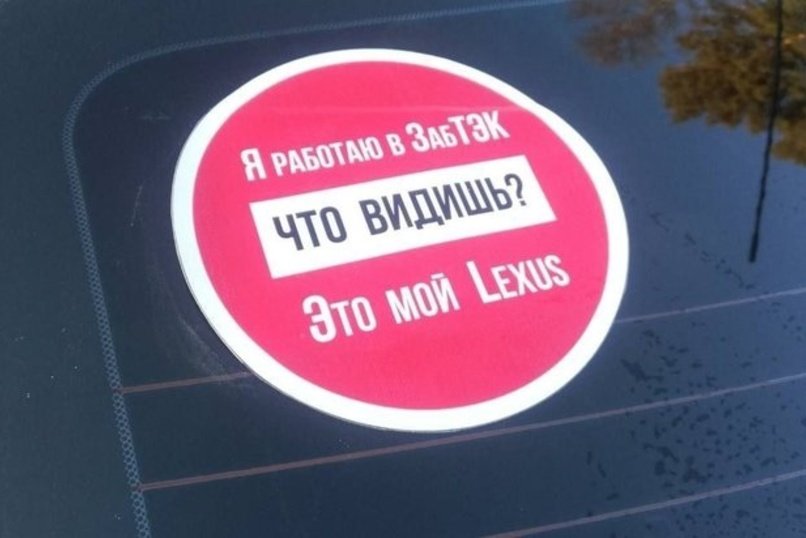 Я РАБОТАЮ В ЗАБТЭК
ЧТО ВИДИШЬ?
ЭТО МОЙ LEXUS